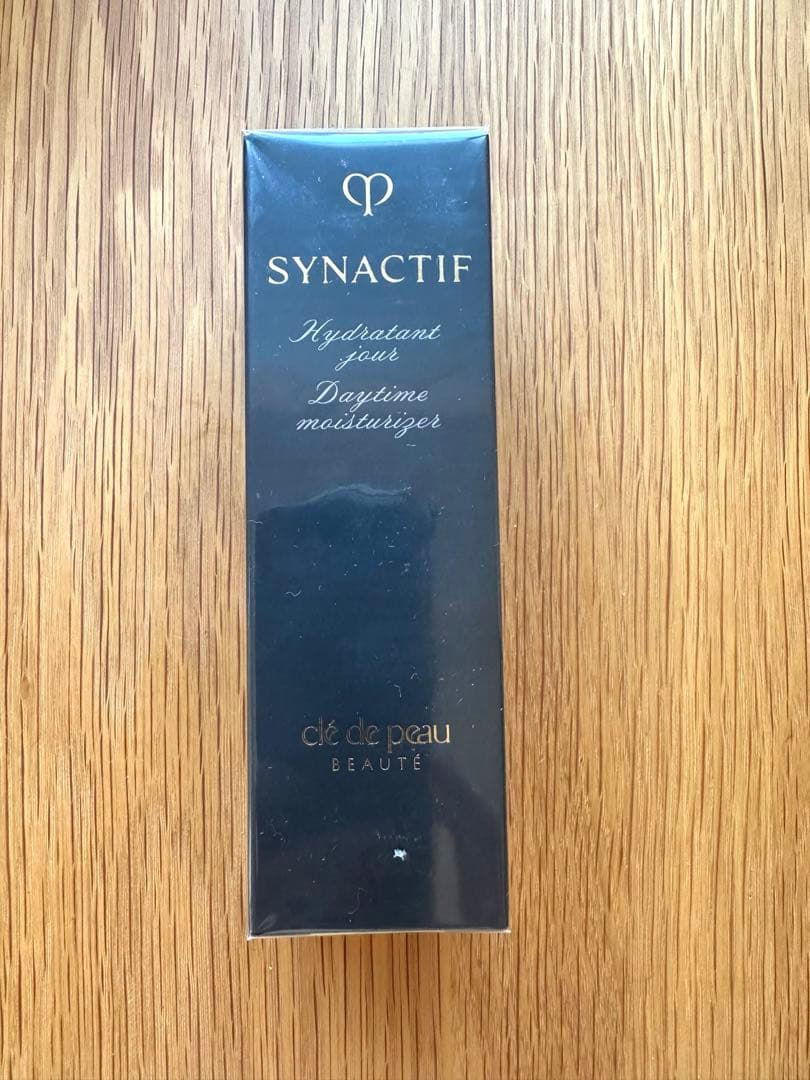 SYNACTIF
Hydratant
jour
Daytime
moisturizer
clé de peau
BEAUTÉ